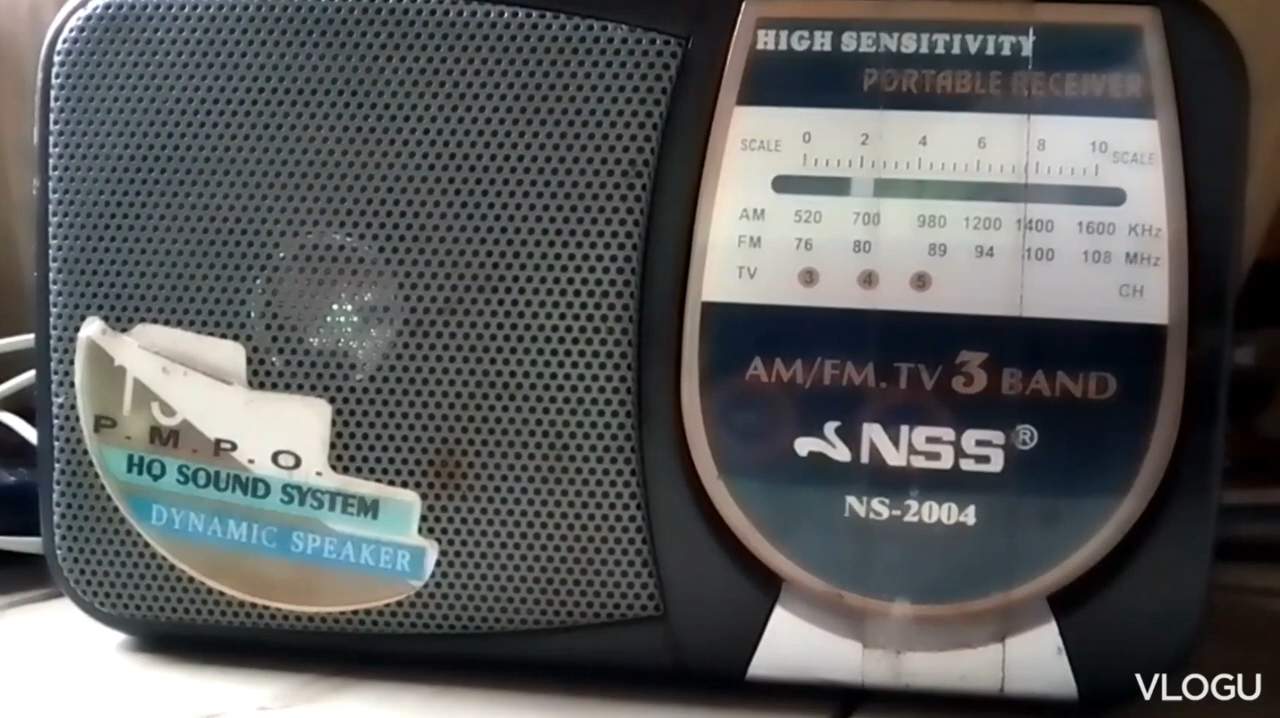 HIGH SENSITIVITY
PORTABLE RECEIVER
SCALE 0 2 4 6 8 10 SCALE
AM 520 700 980 1200 1400 1600 KHz
FM 76 80 89 94 100 108 MHz
TV 3 4 5 CH
AM/FM.TV 3 BAND
NSS®
NS-2004
P.M.P.O.
HQ SOUND SYSTEM
DYNAMIC SPEAKER
VLOGU